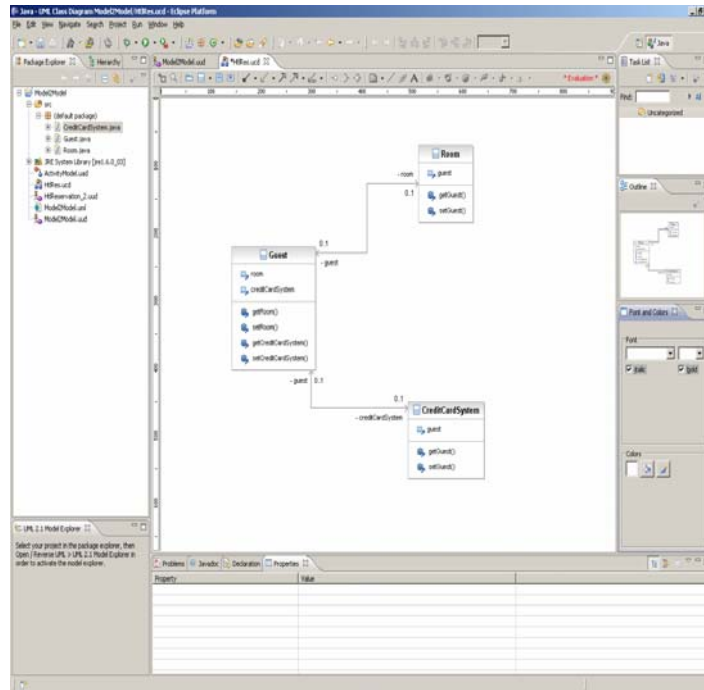 Java - UML Class Diagram Model2Model/HtlRes.ucd - Eclipse Platform
File Edit View Navigate Search Project Run Window Help
Java
Package Explorer Hierarchy
Model2Model.uud *HtlRes.ucd
Task List
*Evaluation*
Find: All
Uncategorized
Model2Model
src
(default package)
CreditCardSystem.java
Guest.java
Room.java
JRE System Library
ActivityModel.uad
HtlRes.ucd
HtlReservation_2.uud
Model2Model.uml
Model2Model.uud
Outline
Room
guest
getGuest()
setGuest()
- room
0..1
0..1
- guest
Guest
room
creditCardSystem
getRoom()
setRoom()
getCreditCardSystem()
setCreditCardSystem()
- guest 0..1
0..1
- creditCardSystem
CreditCardSystem
guest
getGuest()
setGuest()
Font and Colors
Font
Italic Bold
Colors
UML 2.1 Model Explorer
Select your project in the package explorer, then
Open / Reverse UML > UML 2.1 Model Explorer in
order to activate the model explorer.
Problems Javadoc Declaration Properties
Property Value